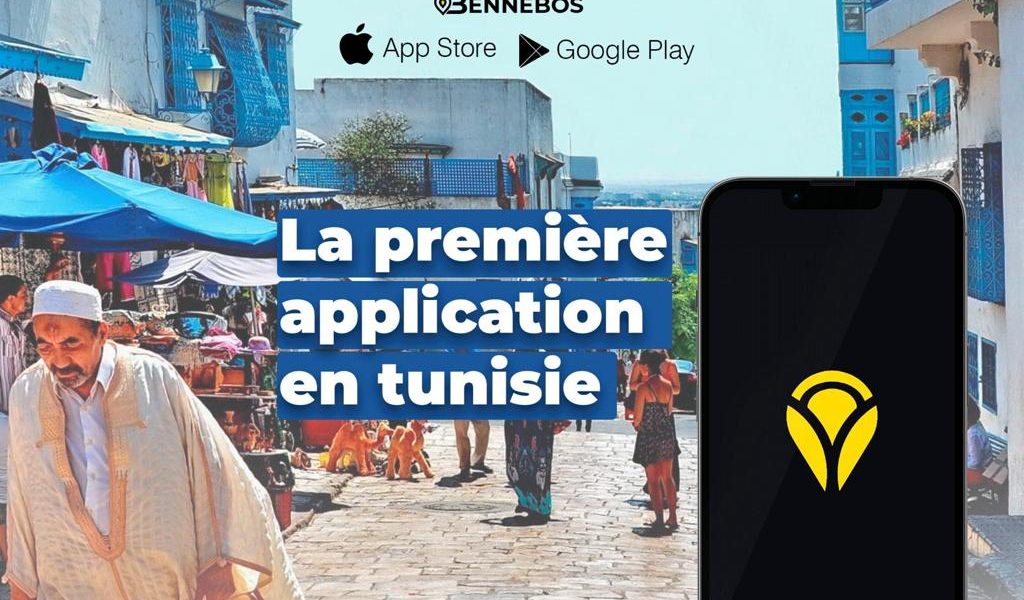 BENNEBOS
App Store Google Play
La première
application
en tunisie